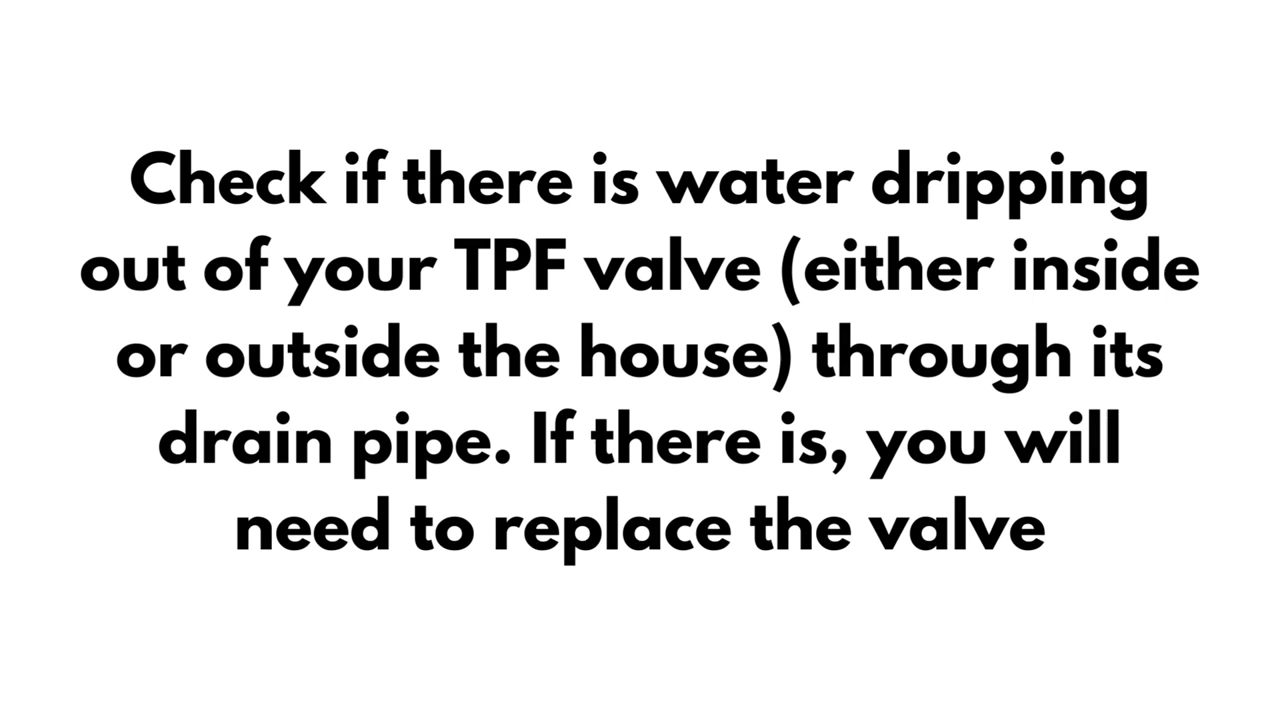 Check if there is water dripping
out of your TPF valve (either inside
or outside the house) through its
drain pipe. If there is, you will
need to replace the valve